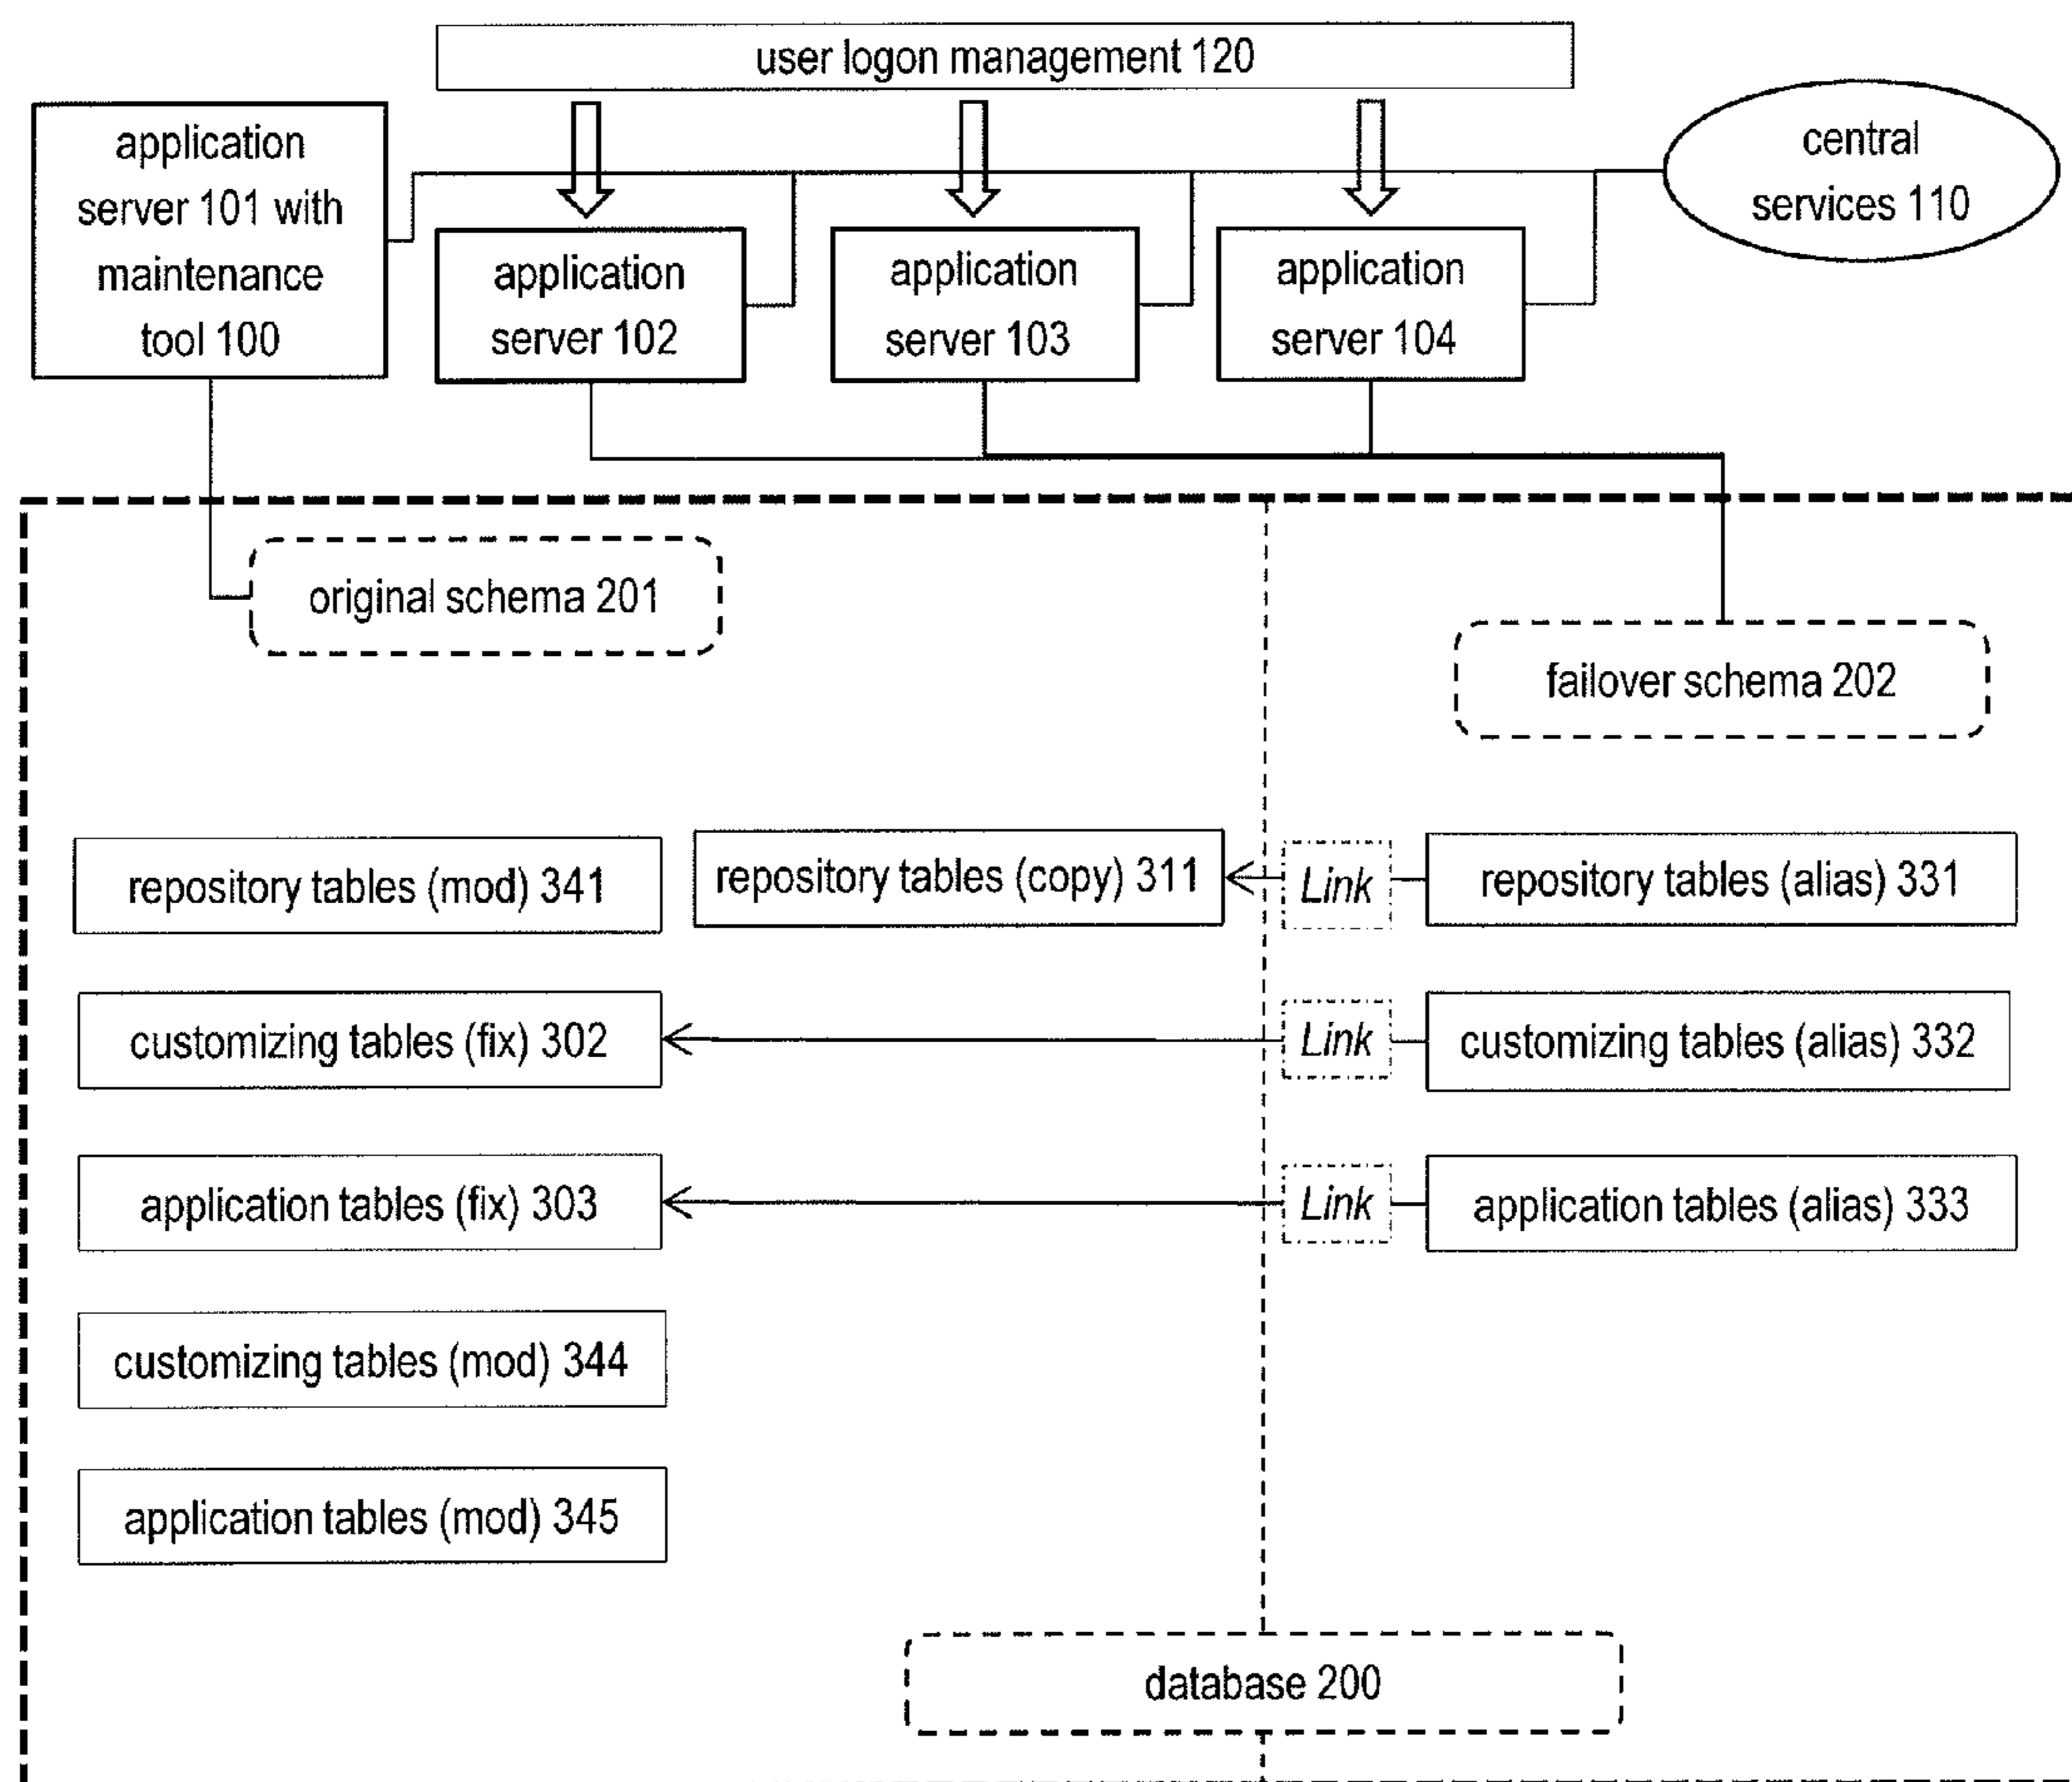 user logon management 120
application
server 101 with
maintenance
tool 100
central
services 110
application
server 102
application
server 103
application
server 104
original schema 201
failover schema 202
repository tables (mod) 341
repository tables (copy) 311
Link
repository tables (alias) 331
customizing tables (fix) 302
Link
customizing tables (alias) 332
application tables (fix) 303
Link
application tables (alias) 333
customizing tables (mod) 344
application tables (mod) 345
database 200